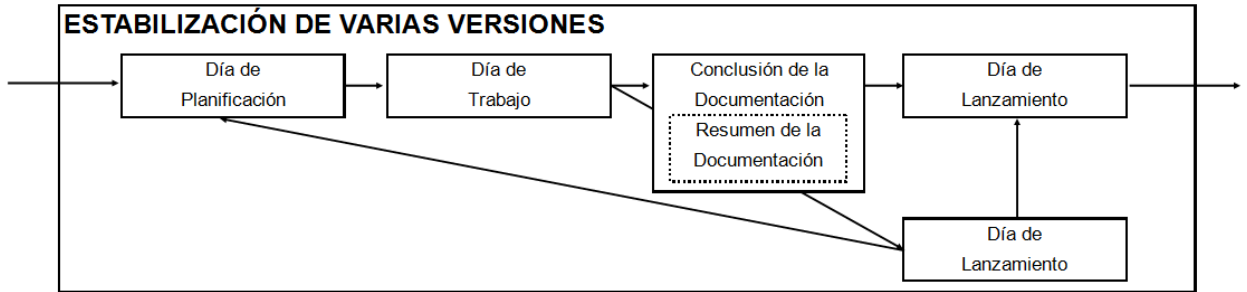 ESTABILIZACIÓN DE VARIAS VERSIONES
Día de
Planificación
Día de
Trabajo
Conclusión de la
Documentación
Resumen de la
Documentación
Día de
Lanzamiento
Día de
Lanzamiento